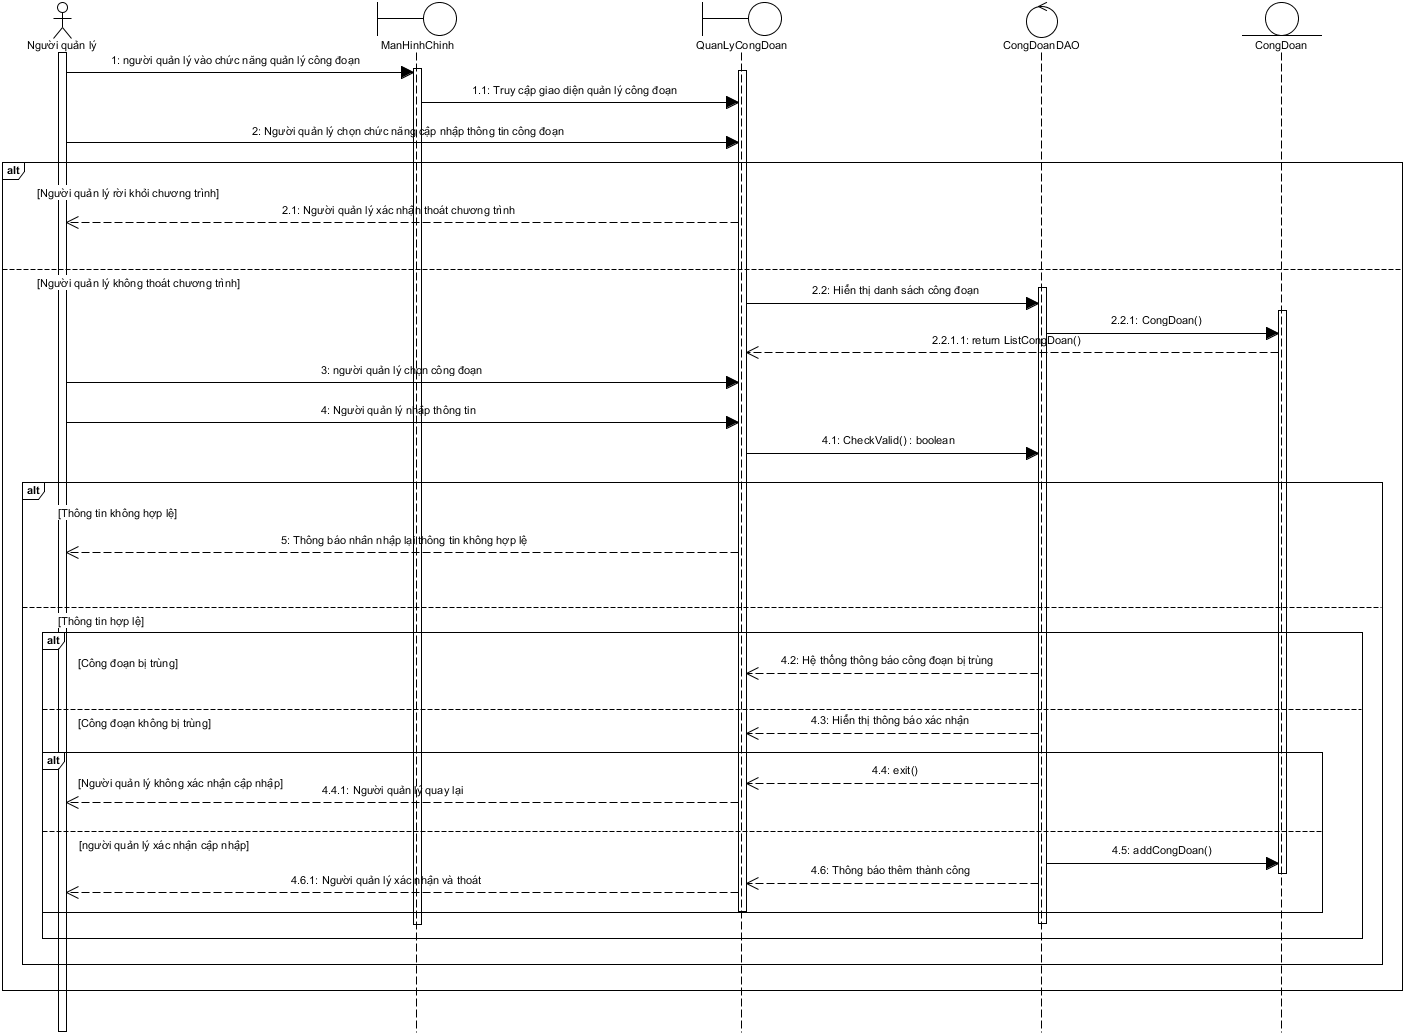 Người quản lý
ManHinhChinh
QuanLyCongDoan
CongDoanDAO
CongDoan
1: người quản lý vào chức năng quản lý công đoạn
1.1: Truy cập giao diện quản lý công đoạn
2: Người quản lý chọn chức năng cập nhập thông tin công đoạn
alt
[Người quản lý rời khỏi chương trình]
2.1: Người quản lý xác nhận thoát chương trình
[Người quản lý không thoát chương trình]
2.2: Hiển thị danh sách công đoạn
2.2.1: CongDoan()
2.2.1.1: return ListCongDoan()
3: người quản lý chọn công đoạn
4: Người quản lý nhập thông tin
4.1: CheckValid() : boolean
alt
[Thông tin không hợp lệ]
5: Thông báo nhấn nhập lại thông tin không hợp lệ
[Thông tin hợp lệ]
alt
[Công đoạn bị trùng]
4.2: Hệ thống thông báo công đoạn bị trùng
[Công đoạn không bị trùng]
4.3: Hiển thị thông báo xác nhận
alt
[Người quản lý không xác nhận cập nhập]
4.4: exit()
4.4.1: Người quản lý quay lại
[người quản lý xác nhận cập nhập]
4.5: addCongDoan()
4.6: Thông báo thêm thành công
4.6.1: Người quản lý xác nhận và thoát